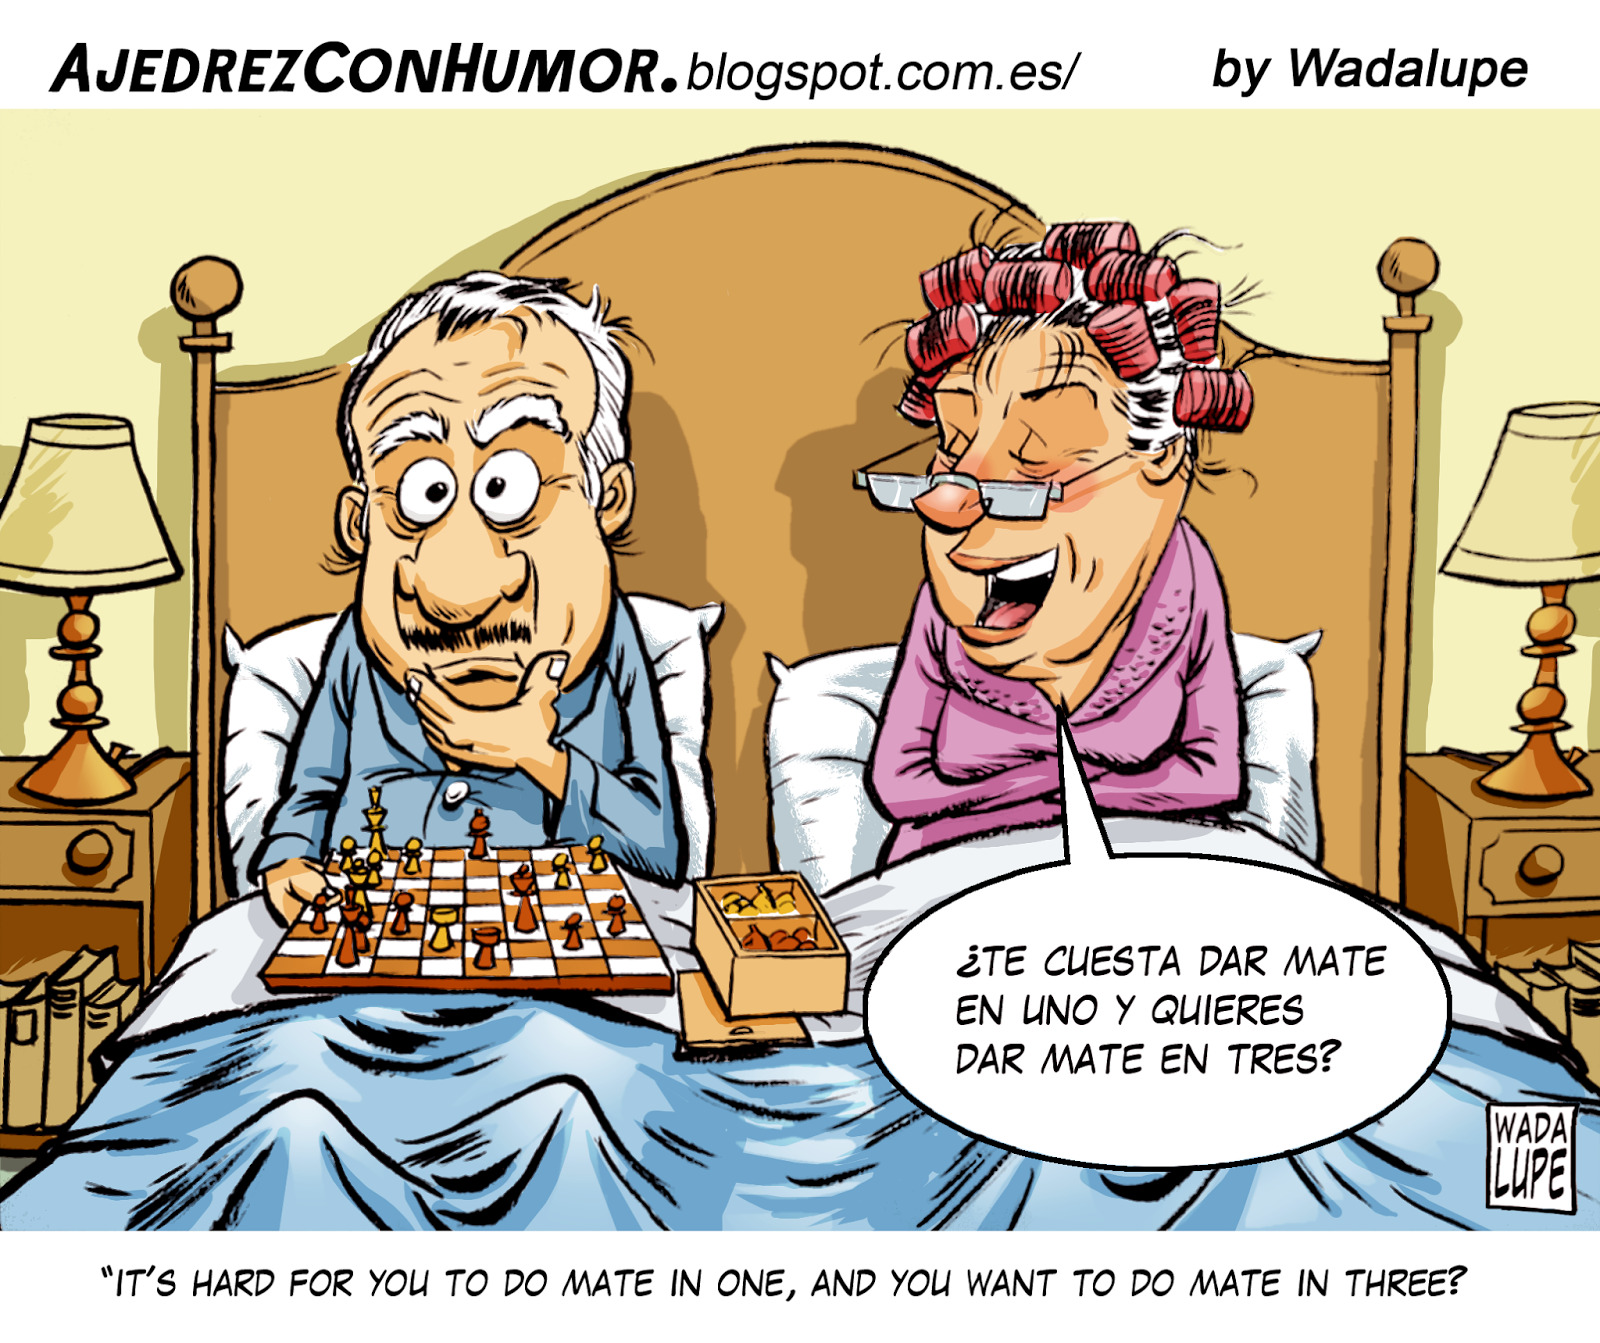 AJEDREZCONHUMOR.blogspot.com.es/ by Wadalupe
¿TE CUESTA DAR MATE
EN UNO Y QUIERES
DAR MATE EN TRES?
WADA
LUPE
"IT'S HARD FOR YOU TO DO MATE IN ONE, AND YOU WANT TO DO MATE IN THREE?